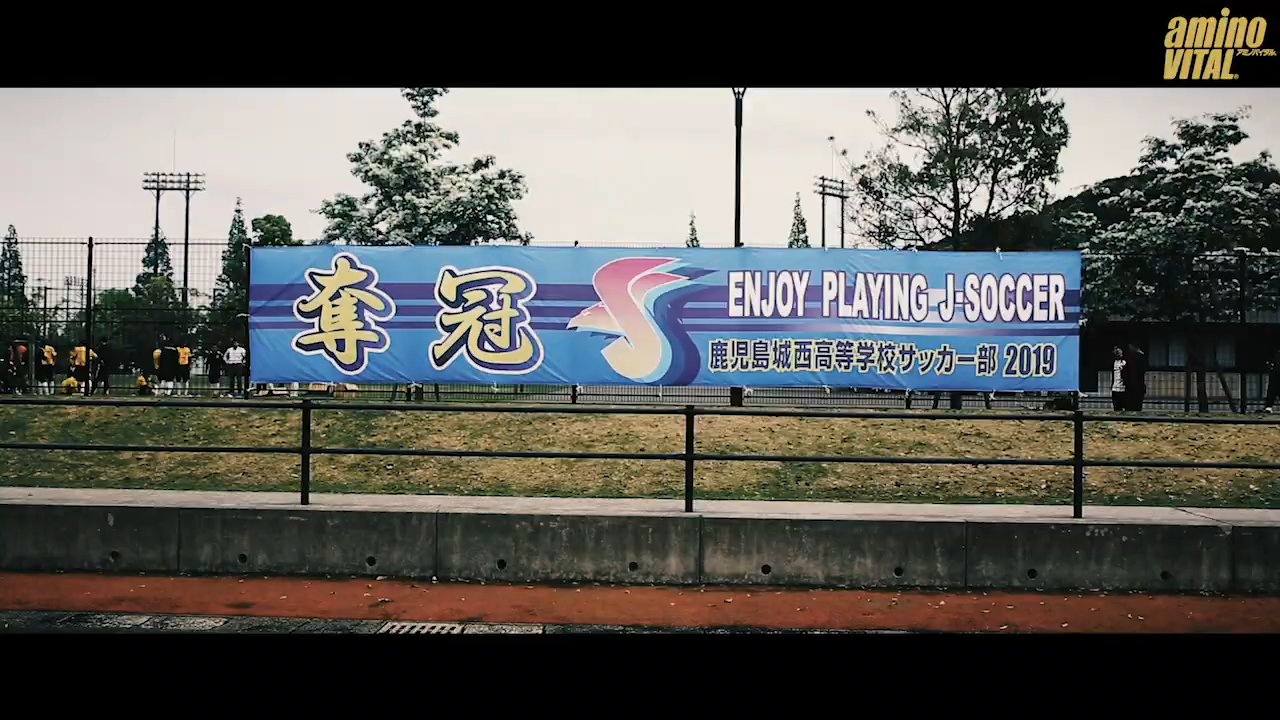 amino
VITAL®
アミノバイタル®
奪冠
ENJOY PLAYING J-SOCCER
鹿児島城西高等学校サッカー部 2019